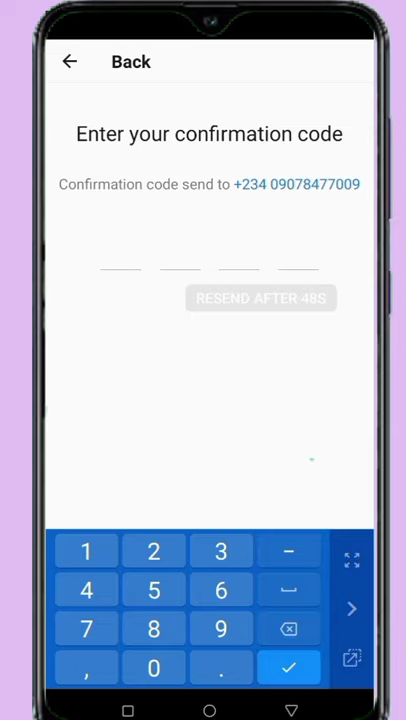 Back
Enter your confirmation code
Confirmation code send to +234 09078477009
RESEND AFTER 48S
1 2 3 -
4 5 6
7 8 9
, 0 .